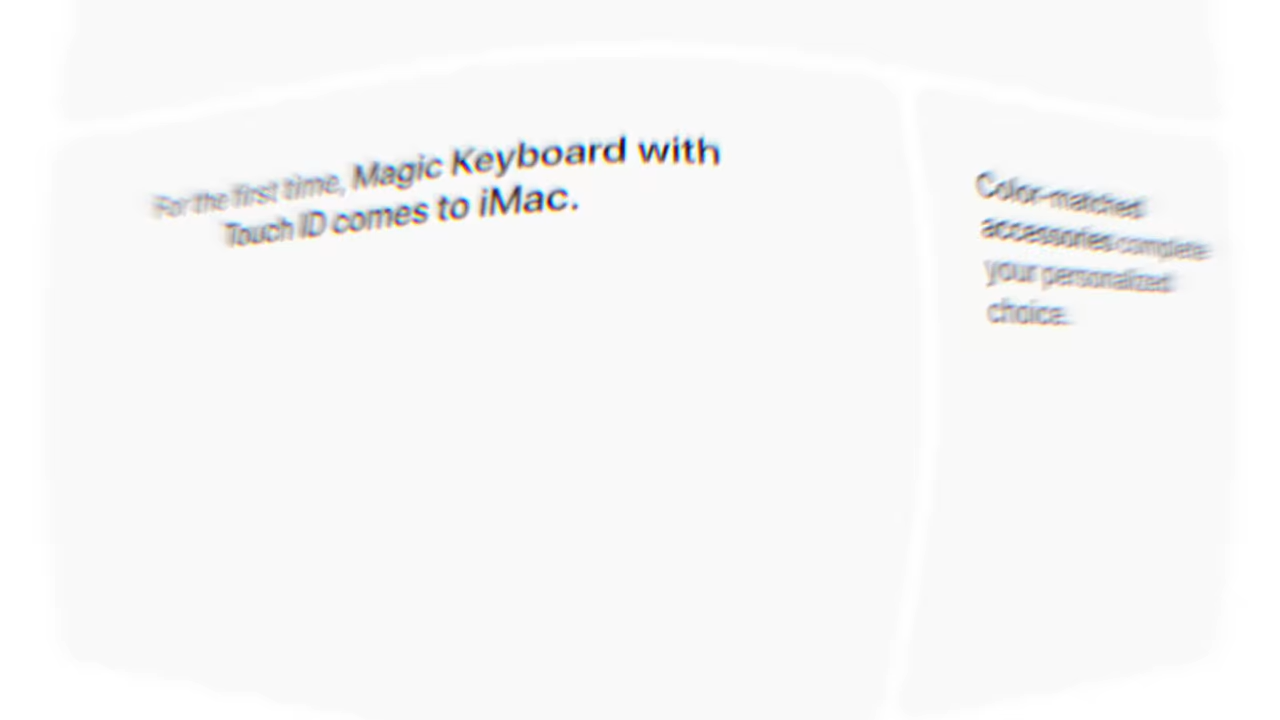 For the first time, Magic Keyboard with
Touch ID comes to iMac.
Color-matched
accessories complete
your personalized
choice.